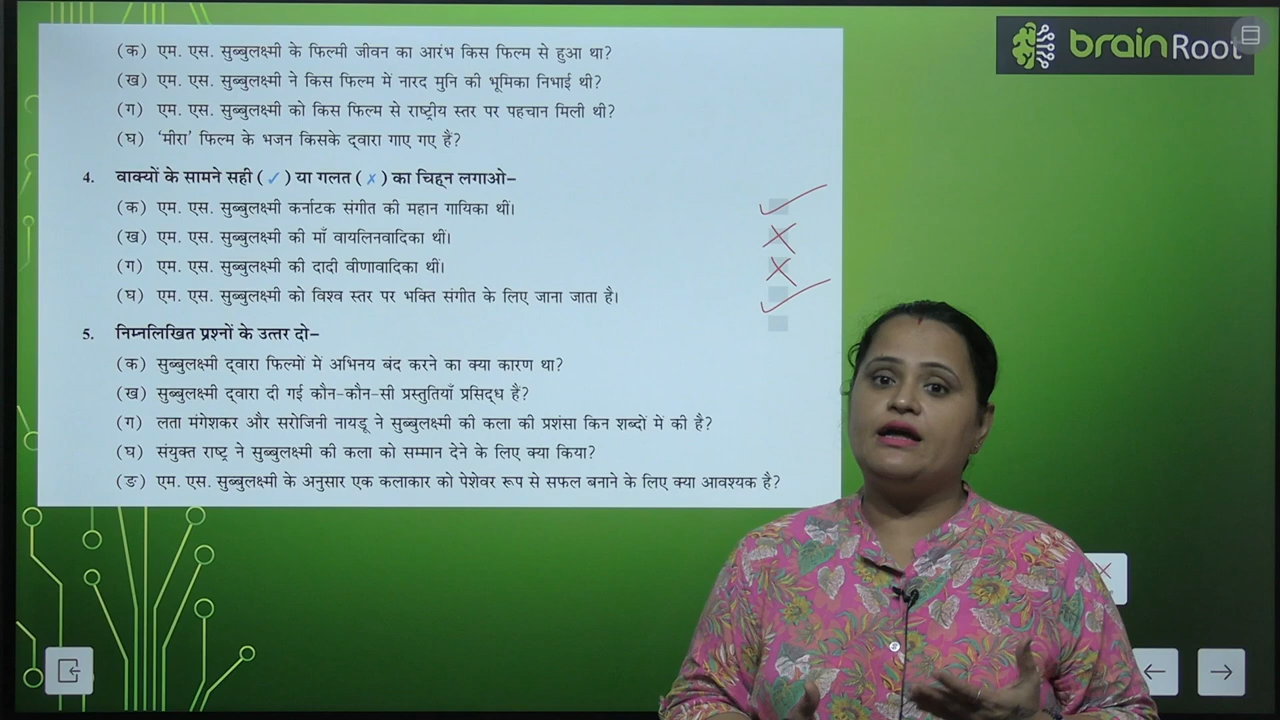 (क) एम. एस. सुब्बुलक्ष्मी के फिल्मी जीवन का आरंभ किस फिल्म से हुआ था?
(ख) एम. एस. सुब्बुलक्ष्मी ने किस फिल्म में नारद मुनि की भूमिका निभाई थी?
(ग) एम. एस. सुब्बुलक्ष्मी को किस फिल्म से राष्ट्रीय स्तर पर पहचान मिली थी?
(घ) ‘मीरा’ फिल्म के भजन किसके द्वारा गाए गए हैं?
4. वाक्यों के सामने सही (✓) या गलत (✗) का चिह्न लगाओ–
(क) एम. एस. सुब्बुलक्ष्मी कर्नाटक संगीत की महान गायिका थीं।
(ख) एम. एस. सुब्बुलक्ष्मी की माँ वायलिनवादिका थीं।
(ग) एम. एस. सुब्बुलक्ष्मी की दादी वीणावादिका थीं।
(घ) एम. एस. सुब्बुलक्ष्मी को विश्व स्तर पर भक्ति संगीत के लिए जाना जाता है।
5. निम्नलिखित प्रश्नों के उत्तर दो–
(क) सुब्बुलक्ष्मी द्वारा फिल्मों में अभिनय बंद करने का क्या कारण था?
(ख) सुब्बुलक्ष्मी द्वारा दी गई कौन-कौन-सी प्रस्तुतियाँ प्रसिद्ध हैं?
(ग) लता मंगेशकर और सरोजिनी नायडू ने सुब्बुलक्ष्मी की कला की प्रशंसा किन शब्दों में की है?
(घ) संयुक्त राष्ट्र ने सुब्बुलक्ष्मी की कला को सम्मान देने के लिए क्या किया?
(ङ) एम. एस. सुब्बुलक्ष्मी के अनुसार एक कलाकार को पेशेवर रूप से सफल बनाने के लिए क्या आवश्यक है?
brainRoot